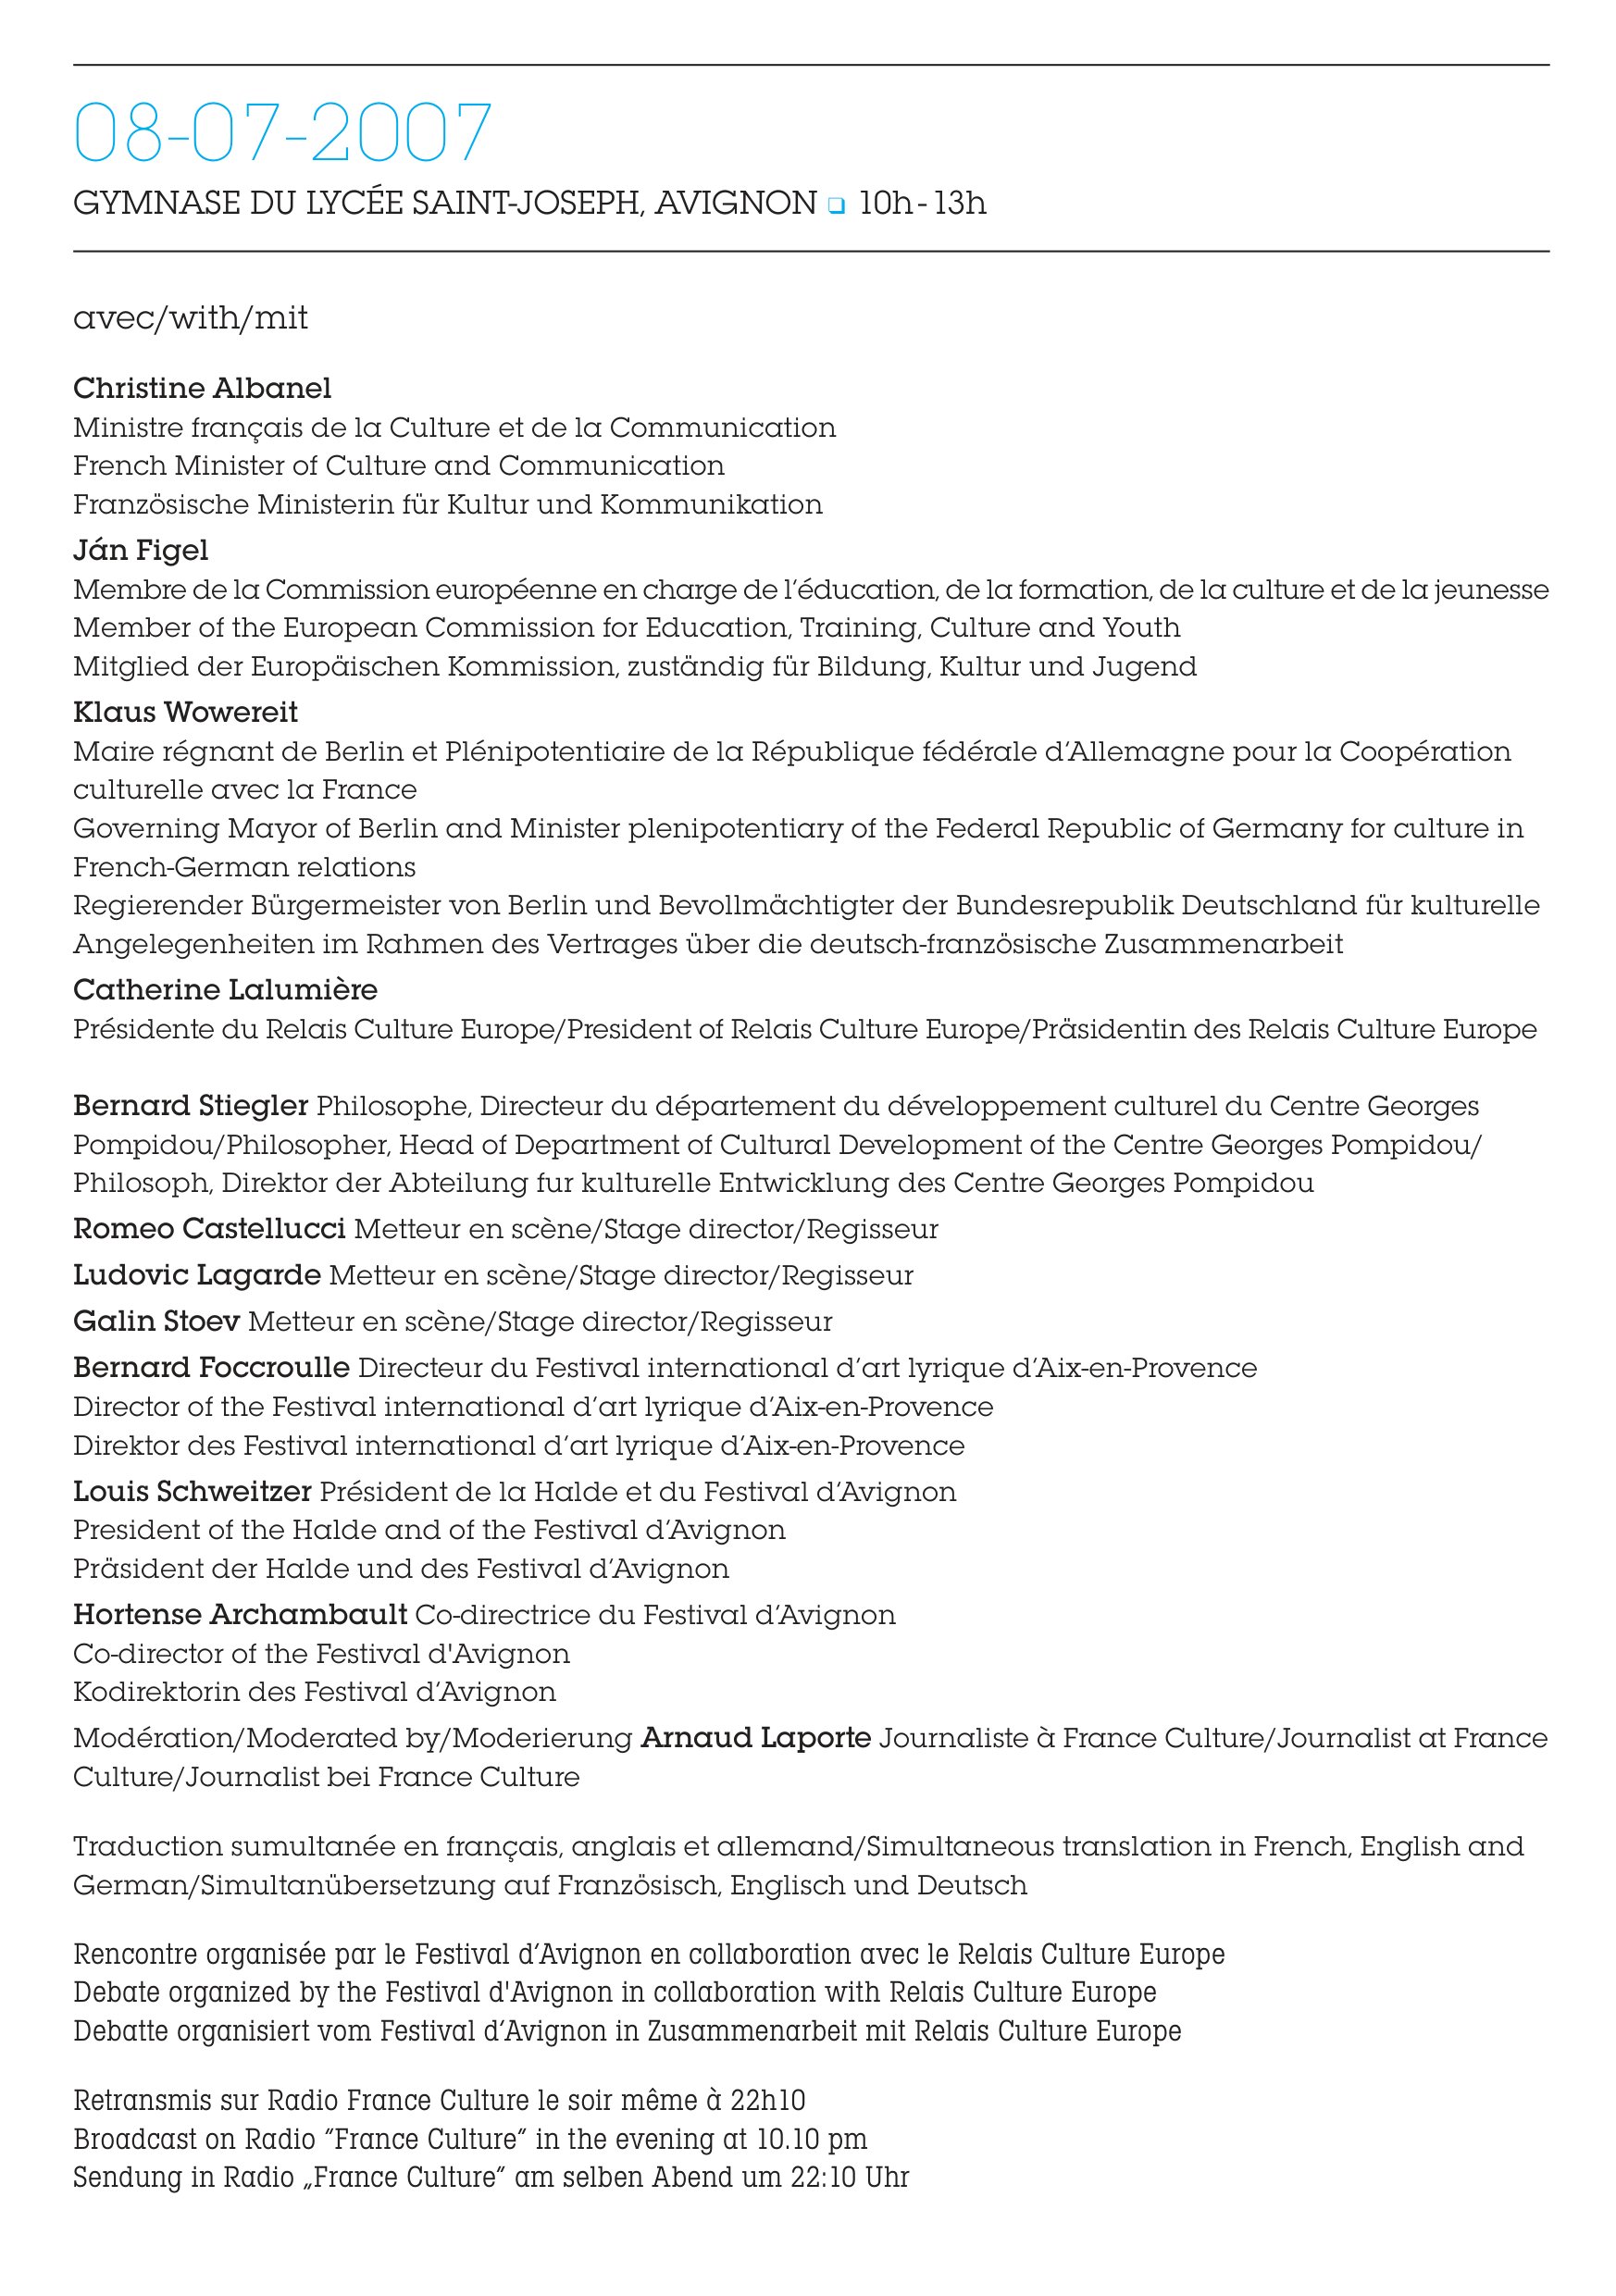 08-07-2007
GYMNASE DU LYCÉE SAINT-JOSEPH, AVIGNON ❑ 10h - 13h
avec/with/mit
Christine Albanel
Ministre français de la Culture et de la Communication
French Minister of Culture and Communication
Französische Ministerin für Kultur und Kommunikation
Ján Figel
Membre de la Commission européenne en charge de l’éducation, de la formation, de la culture et de la jeunesse
Member of the European Commission for Education, Training, Culture and Youth
Mitglied der Europäischen Kommission, zuständig für Bildung, Kultur und Jugend
Klaus Wowereit
Maire régnant de Berlin et Plénipotentiaire de la République fédérale d’Allemagne pour la Coopération
culturelle avec la France
Governing Mayor of Berlin and Minister plenipotentiary of the Federal Republic of Germany for culture in
French-German relations
Regierender Bürgermeister von Berlin und Bevollmächtigter der Bundesrepublik Deutschland für kulturelle
Angelegenheiten im Rahmen des Vertrages über die deutsch-französische Zusammenarbeit
Catherine Lalumière
Présidente du Relais Culture Europe/President of Relais Culture Europe/Präsidentin des Relais Culture Europe
Bernard Stiegler Philosophe, Directeur du département du développement culturel du Centre Georges
Pompidou/Philosopher, Head of Department of Cultural Development of the Centre Georges Pompidou/
Philosoph, Direktor der Abteilung fur kulturelle Entwicklung des Centre Georges Pompidou
Romeo Castellucci Metteur en scène/Stage director/Regisseur
Ludovic Lagarde Metteur en scène/Stage director/Regisseur
Galin Stoev Metteur en scène/Stage director/Regisseur
Bernard Foccroulle Directeur du Festival international d’art lyrique d’Aix-en-Provence
Director of the Festival international d’art lyrique d’Aix-en-Provence
Direktor des Festival international d’art lyrique d’Aix-en-Provence
Louis Schweitzer Président de la Halde et du Festival d’Avignon
President of the Halde and of the Festival d’Avignon
Präsident der Halde und des Festival d’Avignon
Hortense Archambault Co-directrice du Festival d’Avignon
Co-director of the Festival d'Avignon
Kodirektorin des Festival d’Avignon
Modération/Moderated by/Moderierung Arnaud Laporte Journaliste à France Culture/Journalist at France
Culture/Journalist bei France Culture
Traduction sumultanée en français, anglais et allemand/Simultaneous translation in French, English and
German/Simultanübersetzung auf Französisch, Englisch und Deutsch
Rencontre organisée par le Festival d’Avignon en collaboration avec le Relais Culture Europe
Debate organized by the Festival d'Avignon in collaboration with Relais Culture Europe
Debatte organisiert vom Festival d’Avignon in Zusammenarbeit mit Relais Culture Europe
Retransmis sur Radio France Culture le soir même à 22h10
Broadcast on Radio ”France Culture” in the evening at 10.10 pm
Sendung in Radio „France Culture” am selben Abend um 22:10 Uhr